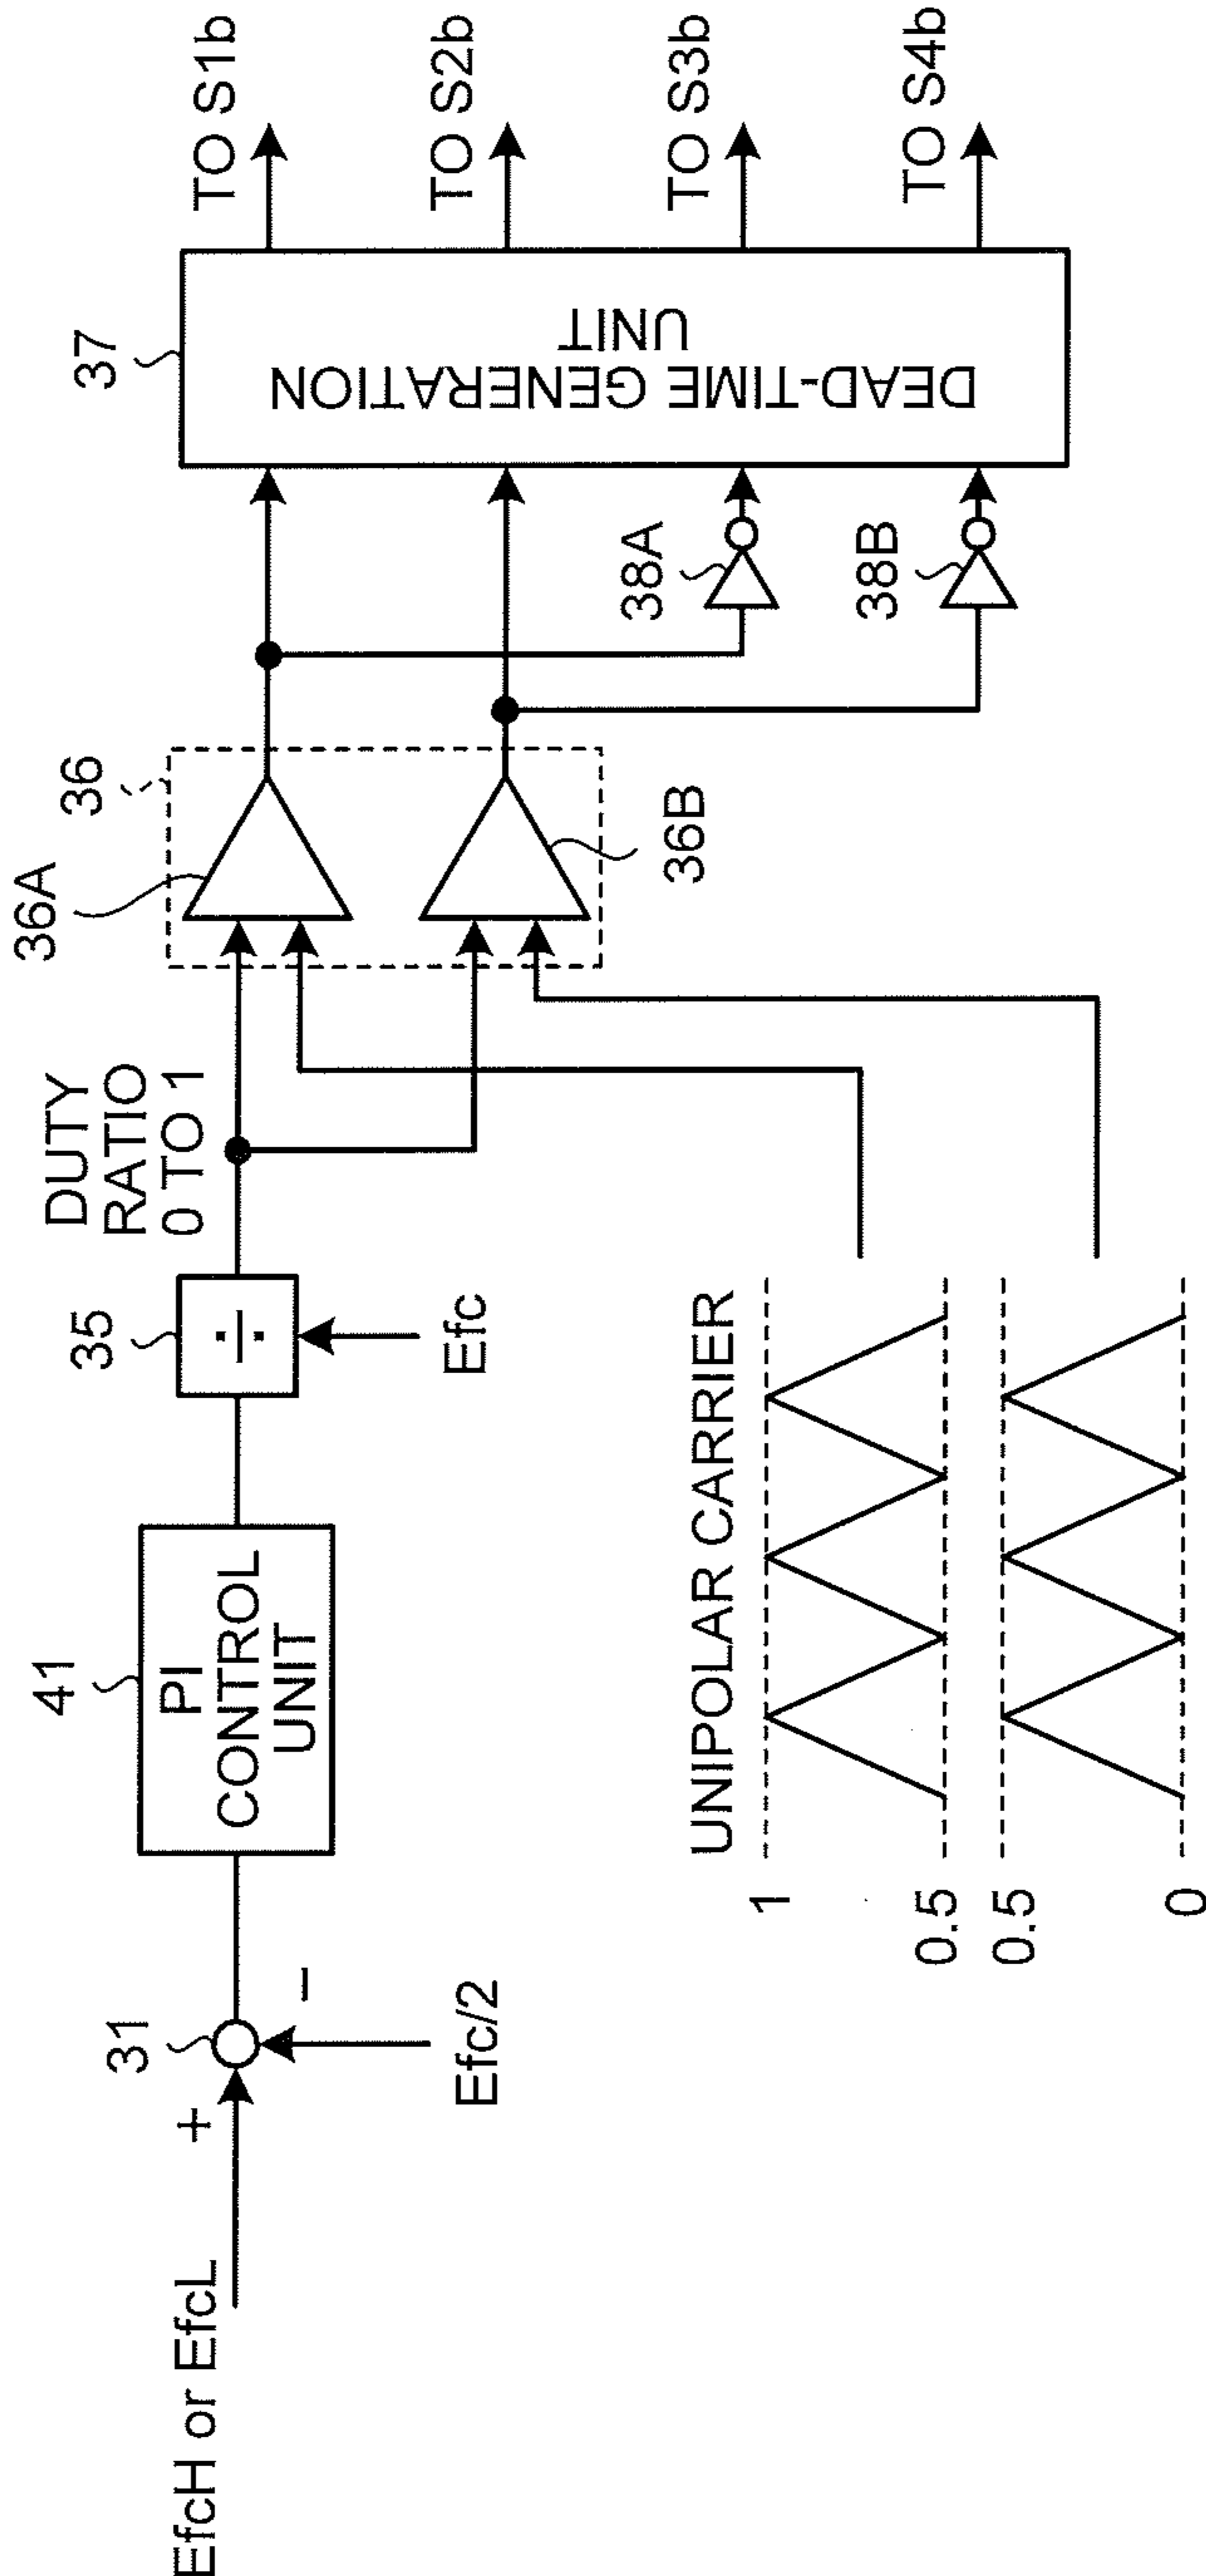 EfcH or EfcL
+
31
−
Efc/2
41
PI
CONTROL
UNIT
35
÷
Efc
DUTY
RATIO
0 TO 1
36A
36
36B
38A
38B
37
DEAD-TIME GENERATION
UNIT
TO S1b
TO S2b
TO S3b
TO S4b
UNIPOLAR CARRIER
1
0.5
0.5
0